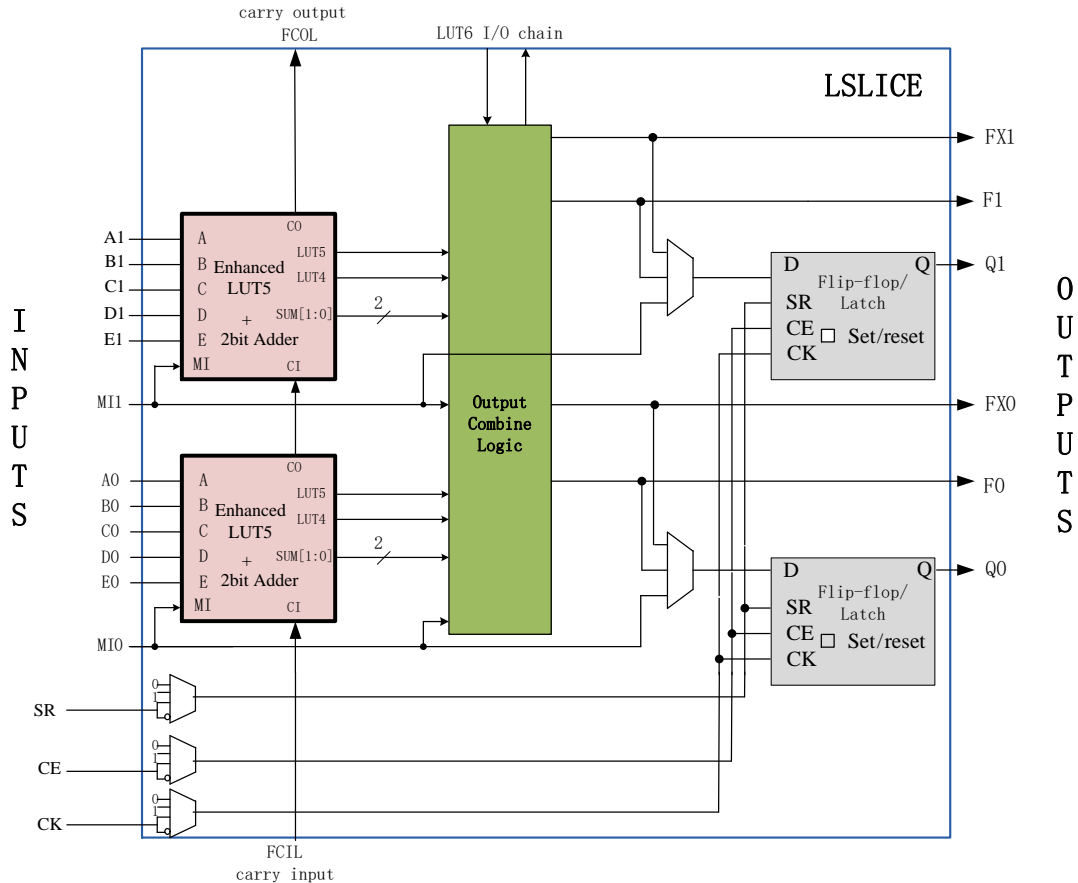 carry output
FCOL
LUT6 I/O chain
LSLICE
INPUTS
OUTPUTS
A1
B1
C1
D1
E1
MI1
A
B
C
D
E
MI
CO
Enhanced
LUT5
+
2bit Adder
LUT5
LUT4
SUM[1:0]
CI
2
A0
B0
C0
D0
E0
MI0
A
B
C
D
E
MI
CO
Enhanced
LUT5
+
2bit Adder
LUT5
LUT4
SUM[1:0]
CI
2
Output
Combine
Logic
FX1
F1
D
Q
Flip-flop/
Latch
SR
CE
CK
Set/reset
Q1
FX0
F0
D
Q
Flip-flop/
Latch
SR
CE
CK
Set/reset
Q0
SR
0
1
CE
0
1
CK
0
1
FCIL
carry input